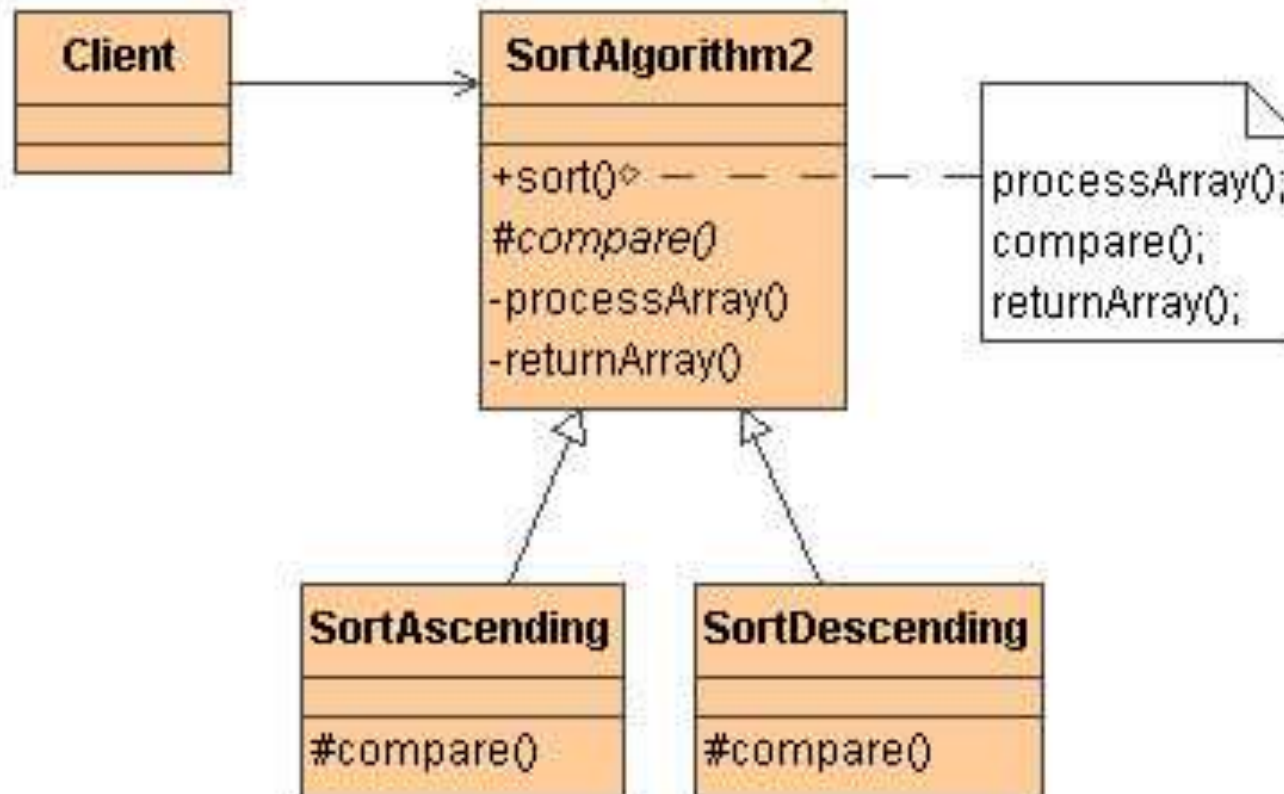 Client
SortAlgorithm2
+sort()
#compare()
-processArray()
-returnArray()
processArray();
compare();
returnArray();
SortAscending
#compare()
SortDescending
#compare()